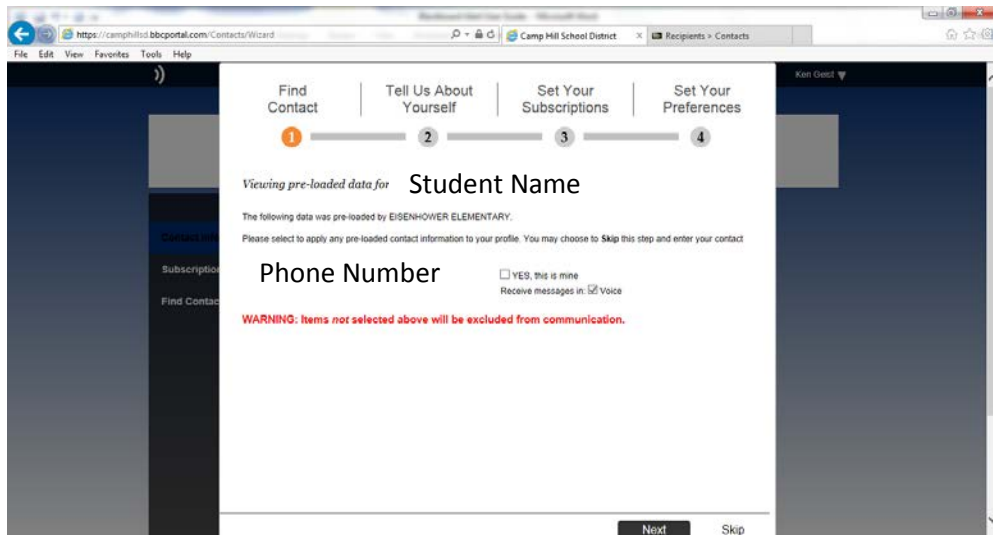 https://camphillsd.bbcportal.com/Contacts/Wizard
Camp Hill School District
Recipients > Contacts
File Edit View Favorites Tools Help
Ken Geist
Find Contact
Tell Us About Yourself
Set Your Subscriptions
Set Your Preferences
1
2
3
4
Viewing pre-loaded data for Student Name
The following data was pre-loaded by EISENHOWER ELEMENTARY.
Please select to apply any pre-loaded contact information to your profile. You may choose to Skip this step and enter your contact
Subscription
Phone Number
YES, this is mine
Receive messages in: Voice
Find Contac
WARNING: Items not selected above will be excluded from communication.
Next Skip